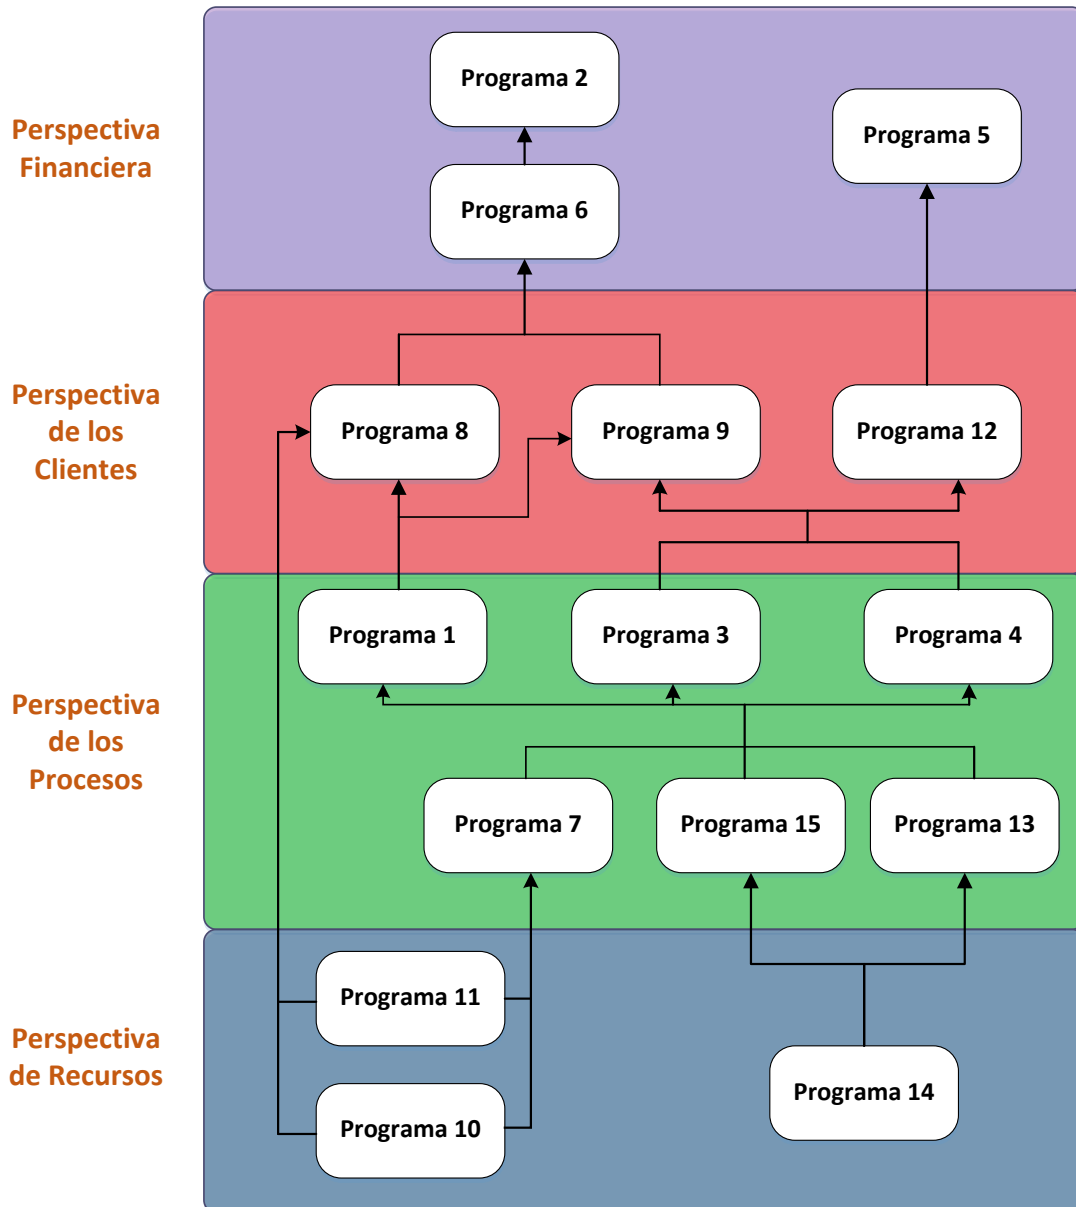 Perspectiva
Financiera
Programa 2
Programa 5
Programa 6
Perspectiva
de los
Clientes
Programa 8
Programa 9
Programa 12
Perspectiva
de los
Procesos
Programa 1
Programa 3
Programa 4
Programa 7
Programa 15
Programa 13
Perspectiva
de Recursos
Programa 11
Programa 14
Programa 10